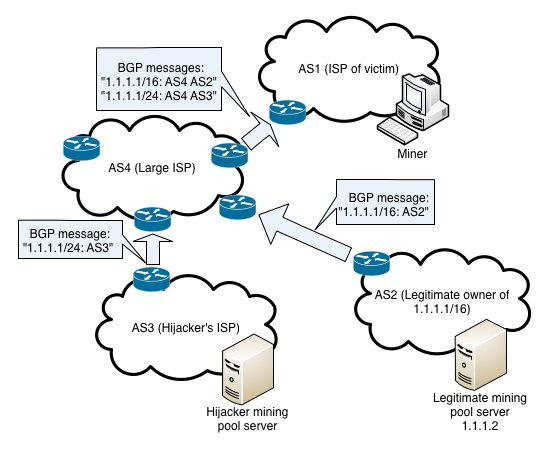 BGP messages:
"1.1.1.1/16: AS4 AS2"
"1.1.1.1/24: AS4 AS3"
AS1 (ISP of victim)
Miner
AS4 (Large ISP)
BGP message:
"1.1.1.1/16: AS2"
BGP message:
"1.1.1.1/24: AS3"
AS2 (Legitimate owner of
1.1.1.1/16)
AS3 (Hijacker's ISP)
Hijacker mining
pool server
Legitimate mining
pool server
1.1.1.2